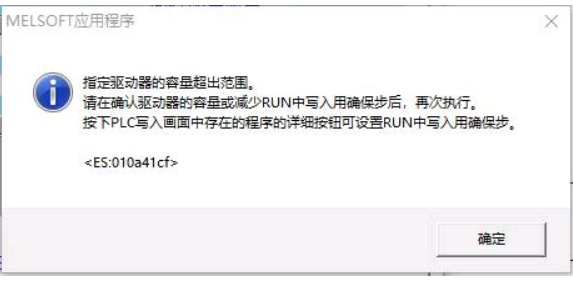 MELSOFT应用程序
指定驱动器的容量超出范围。
请在确认驱动器的容量或减少RUN中写入用确保步后，再次执行。
按下PLC写入画面中存在的程序的详细按钮可设置RUN中写入用确保步。
<ES:010a41cf>
确定